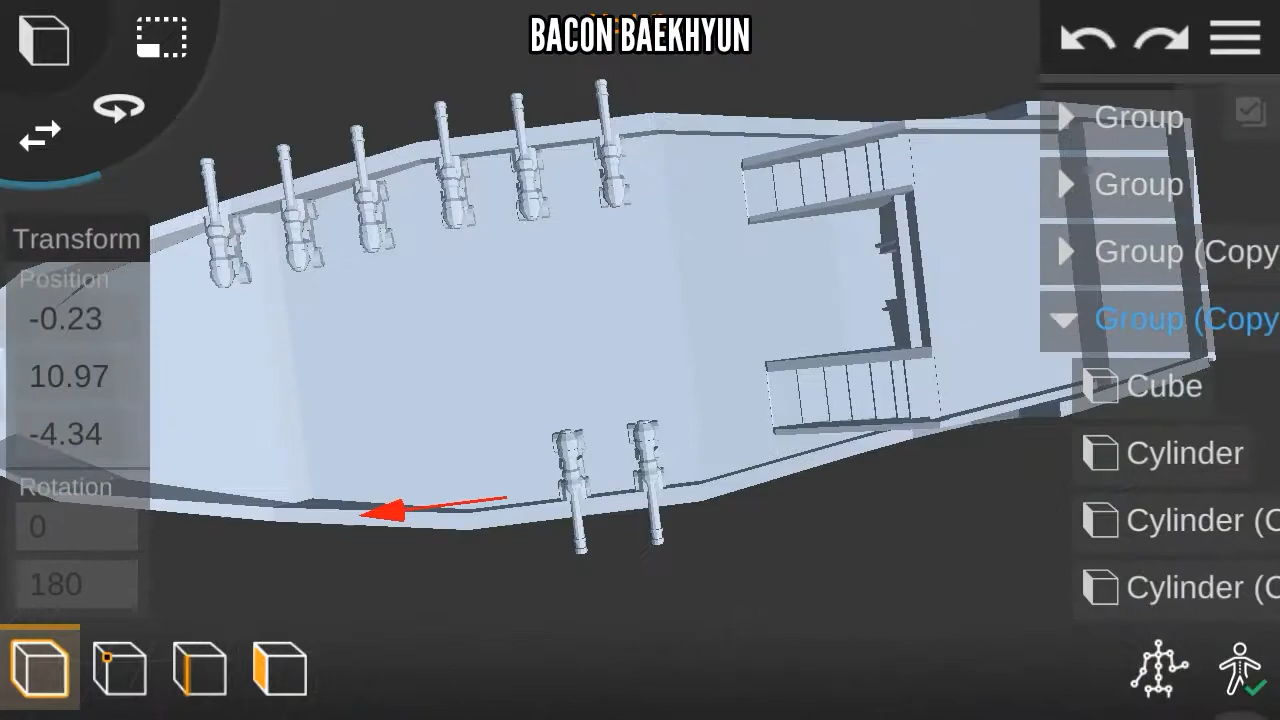 BACON BAEKHYUN
Group
Group
Group (Copy
Group (Copy
Cube
Cylinder
Cylinder (C
Cylinder (C
Transform
Position
-0.23
10.97
-4.34
Rotation
0
180